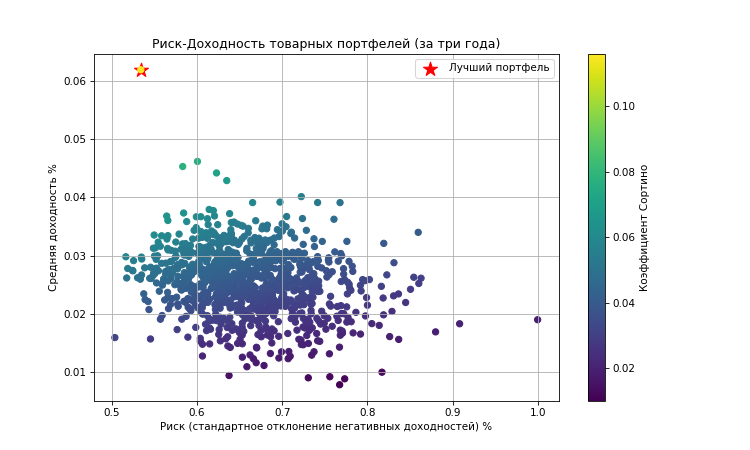 Риск-Доходность товарных портфелей (за три года)
Лучший портфель
Средняя доходность %
0.06
0.05
0.04
0.03
0.02
0.01
0.5 0.6 0.7 0.8 0.9 1.0
Риск (стандартное отклонение негативных доходностей) %
0.10
0.08
0.06
0.04
0.02
Коэффициент Сортино